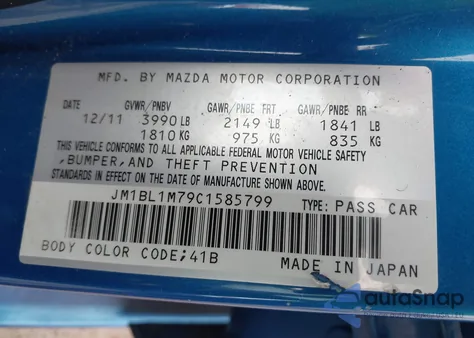 MFD. BY MAZDA MOTOR CORPORATION
DATE GVWR/PNBV GAWR/PNBE FRT GAWR/PNBE RR
12/11 3990 LB 2149 LB 1841 LB
1810 KG 975 KG 835 KG
THIS VEHICLE CONFORMS TO ALL APPLICABLE FEDERAL MOTOR VEHICLE SAFETY
,BUMPER,AND THEFT PREVENTION
STANDARDS IN EFFECT ON THE DATE OF MANUFACTURE SHOWN ABOVE.
JM1BL1M79C1585799 TYPE: PASS CAR
BODY COLOR CODE;41B MADE IN JAPAN
autoSnap